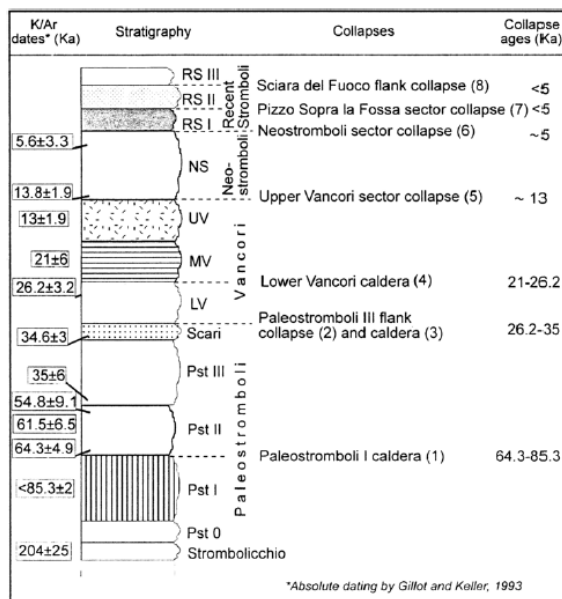 K/Ar
dates* (Ka)
Stratigraphy
Collapses
Collapse
ages (Ka)
RS III
Sciara del Fuoco flank collapse (8)
<5
RS II
Pizzo Sopra la Fossa sector collapse (7)
<5
RS I
Neostromboli sector collapse (6)
~5
Recent
Stromboli
5.6±3.3
NS
Neo-
stromboli
13.8±1.9
Upper Vancori sector collapse (5)
~ 13
13±1.9
UV
21±6
MV
Vancori
26.2±3.2
Lower Vancori caldera (4)
21-26.2
LV
Paleostromboli III flank
collapse (2) and caldera (3)
26.2-35
34.6±3
Scari
35±6
Pst III
54.8±9.1
61.5±6.5
Pst II
64.3±4.9
Paleostromboli I caldera (1)
64.3-85.3
Paleostromboli
<85.3±2
Pst I
Pst 0
204±25
Strombolicchio
*Absolute dating by Gillot and Keller, 1993